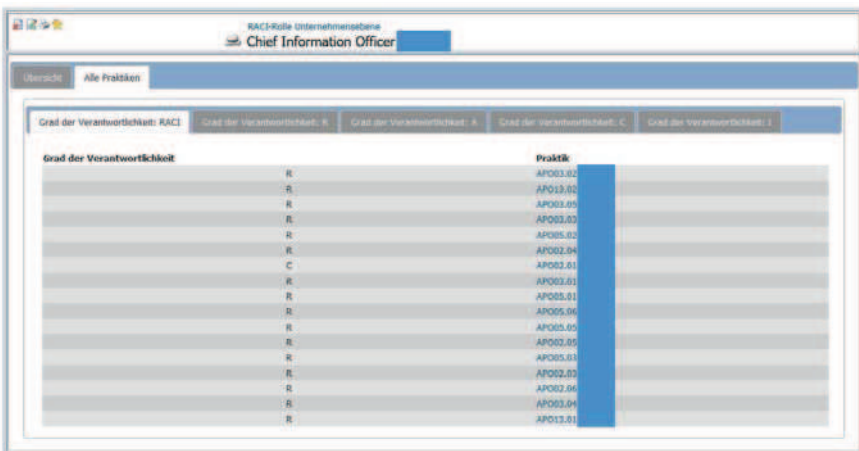 RACI-Rolle Unternehmensebene
Chief Information Officer
Übersicht Alle Praktiken
Grad der Verantwortlichkeit: RACI Grad der Verantwortlichkeit: R Grad der Verantwortlichkeit: A Grad der Verantwortlichkeit: C Grad der Verantwortlichkeit: I
Grad der Verantwortlichkeit Praktik
R APO03.02
R APO13.02
R APO03.05
R APO03.03
R APO05.02
R APO02.04
C APO02.01
R APO03.01
R APO05.01
R APO05.06
R APO05.05
R APO02.05
R APO05.03
R APO02.03
R APO02.06
R APO03.04
R APO13.01